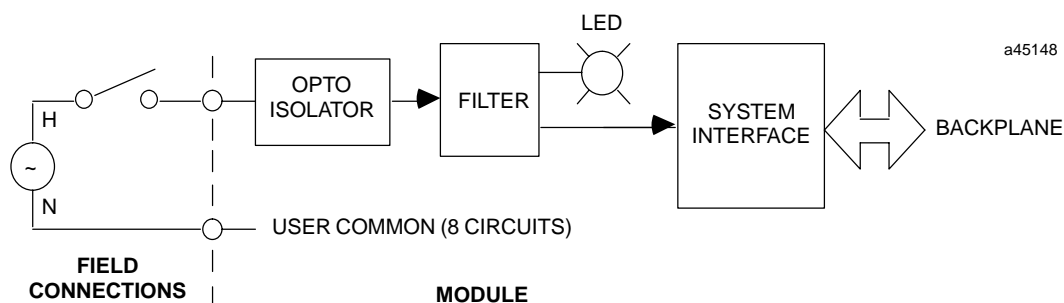 LED
a45148
OPTO
ISOLATOR
FILTER
SYSTEM
INTERFACE
BACKPLANE
H
~
N
USER COMMON (8 CIRCUITS)
FIELD
CONNECTIONS
MODULE